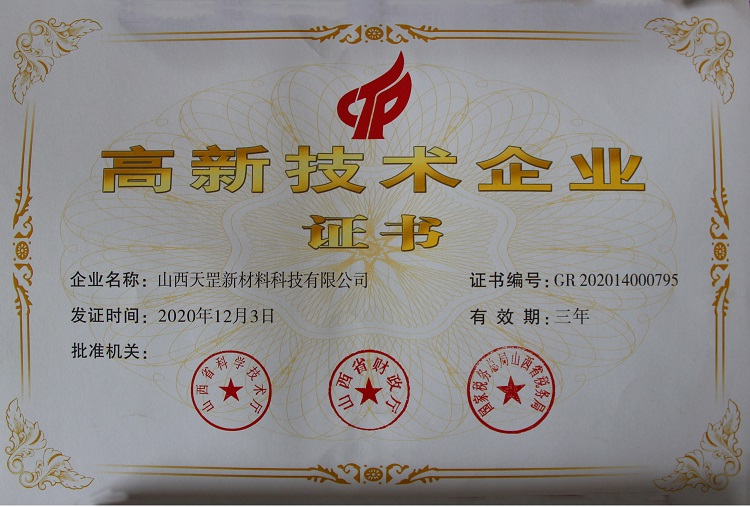 高新技术企业
证书
企业名称：山西天罡新材料科技有限公司
证书编号：GR 202014000795
发证时间：2020年12月3日
有效期：三年
批准机关：
山西省科学技术厅
山西省财政厅
国家税务总局山西省税务局